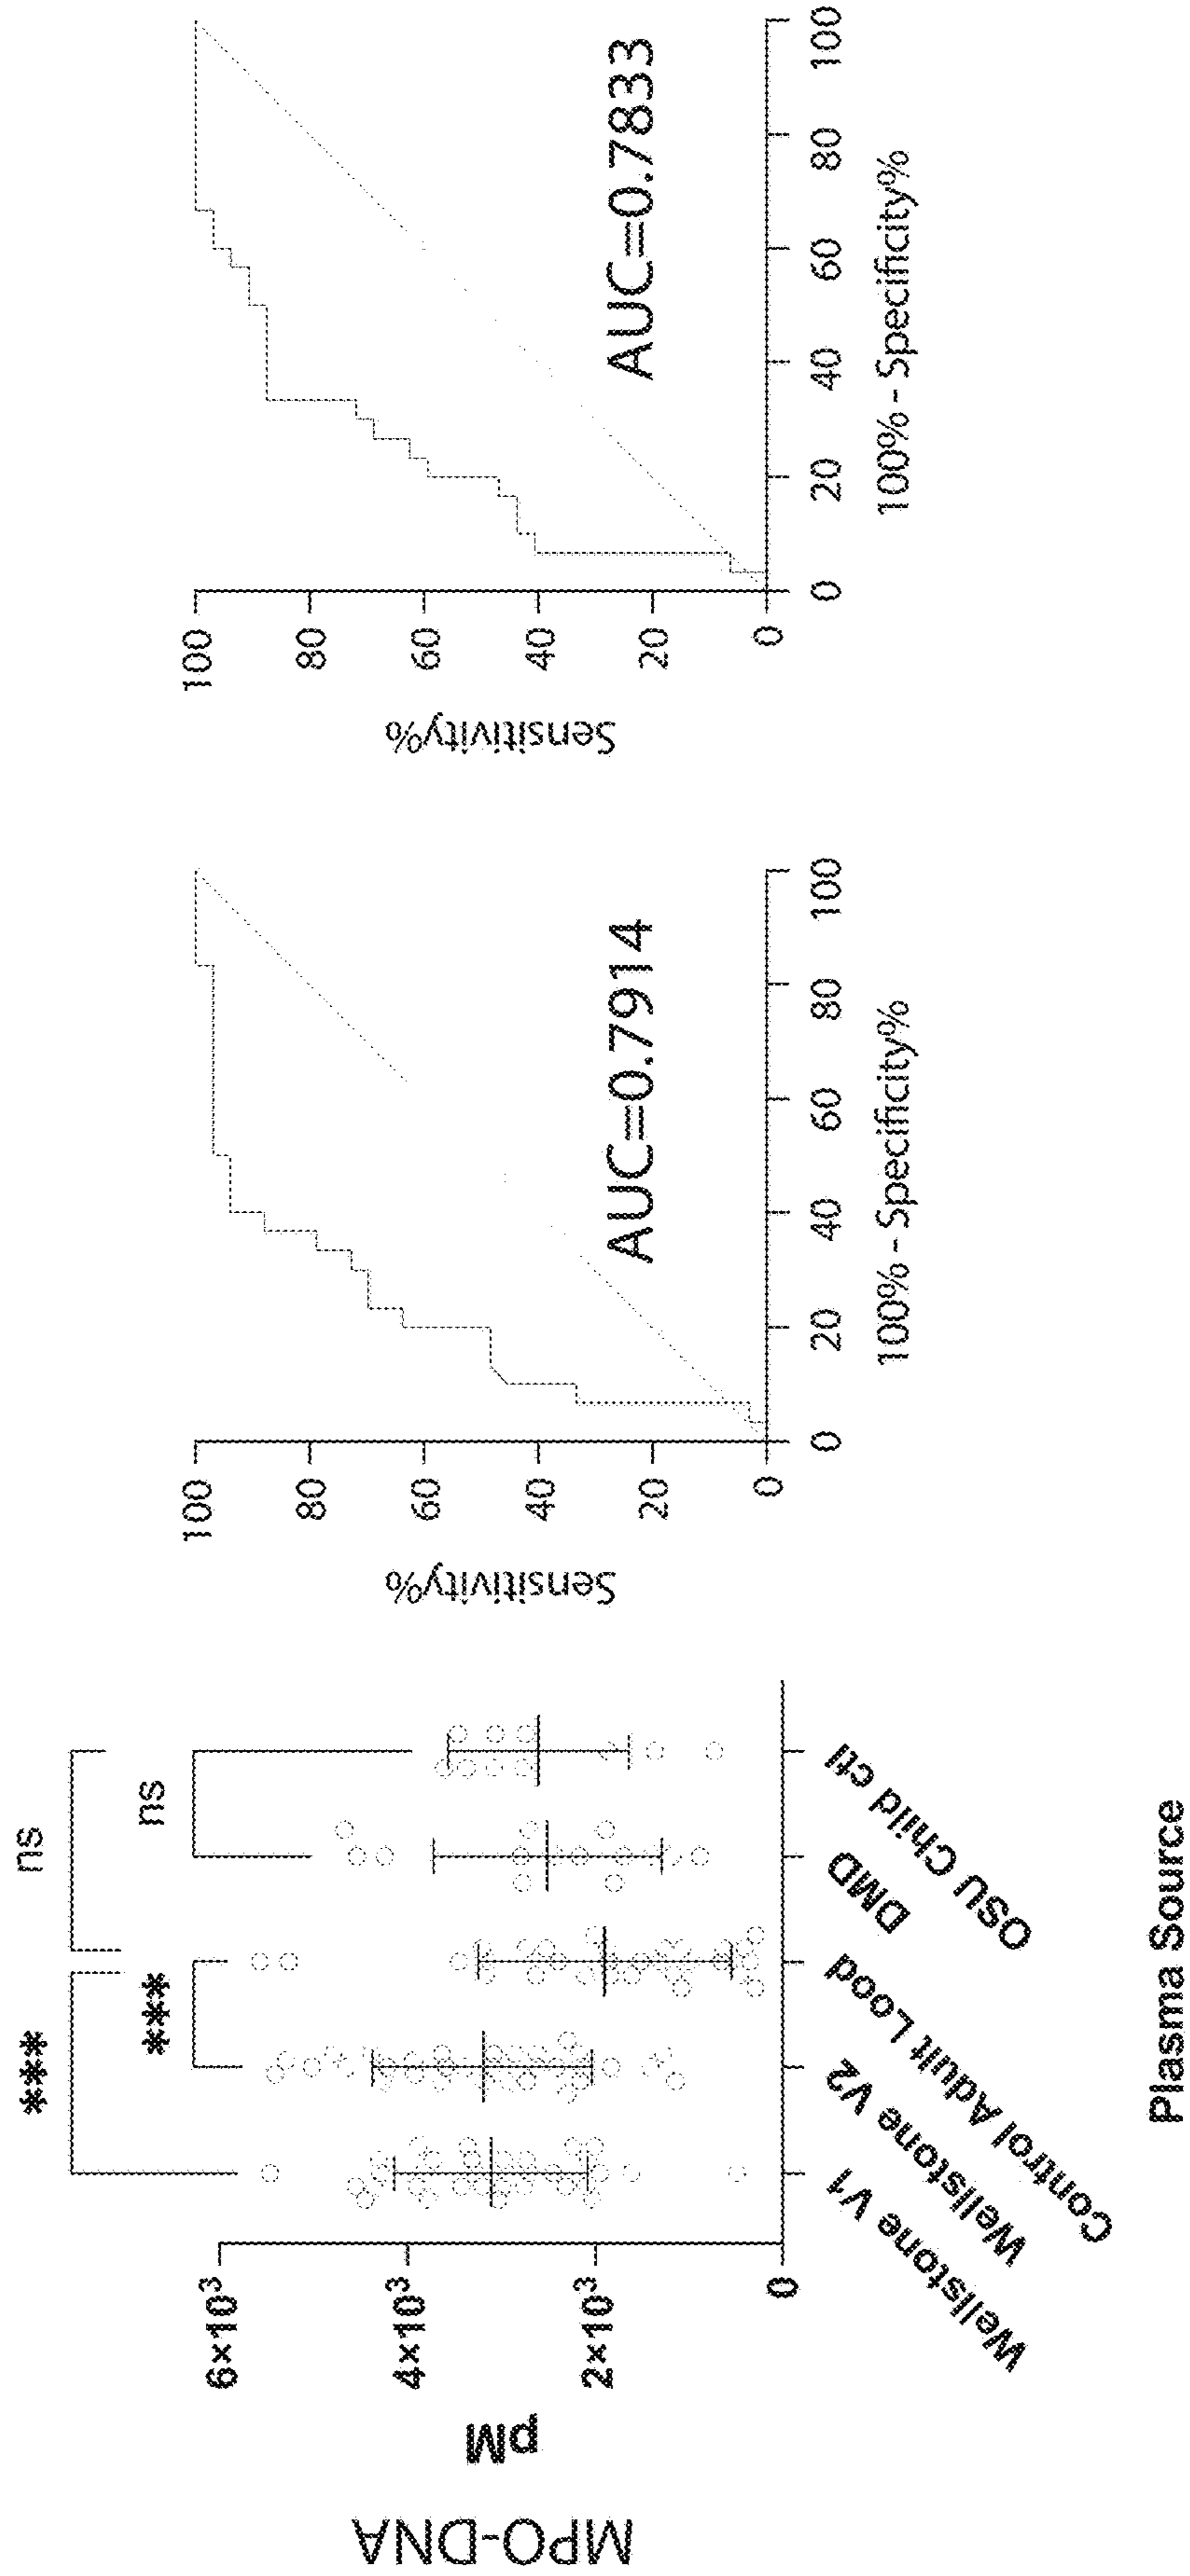 MPO-DNA
pM
6×10³
4×10³
2×10³
0
***
ns
***
ns
Wellstone V1
Wellstone V2
Control Adult Lood
DMD
OSU Child ctl
Plasma Source
Sensitivity%
100
80
60
40
20
0
AUC=0.7914
0 20 40 60 80 100
100% - Specificity%
Sensitivity%
100
80
60
40
20
0
AUC=0.7833
0 20 40 60 80 100
100% - Specificity%